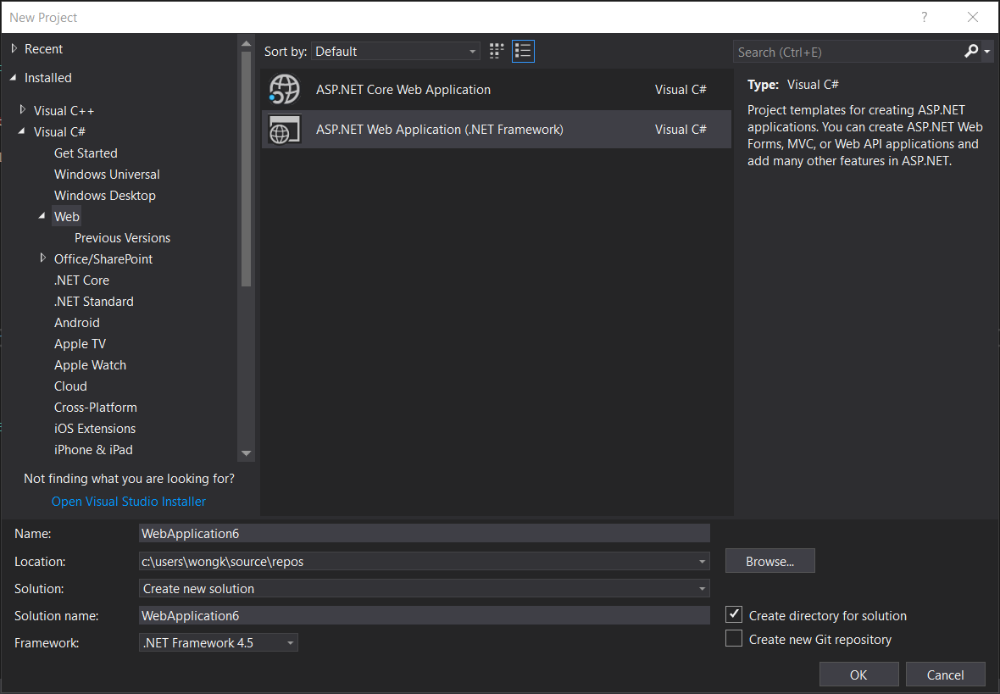 New Project
?
Recent
Installed
Visual C++
Visual C#
Get Started
Windows Universal
Windows Desktop
Web
Previous Versions
Office/SharePoint
.NET Core
.NET Standard
Android
Apple TV
Apple Watch
Cloud
Cross-Platform
iOS Extensions
iPhone & iPad
Not finding what you are looking for?
Open Visual Studio Installer
Sort by: Default
ASP.NET Core Web Application Visual C#
ASP.NET Web Application (.NET Framework) Visual C#
Search (Ctrl+E)
Type: Visual C#
Project templates for creating ASP.NET
applications. You can create ASP.NET Web
Forms, MVC, or Web API applications and
add many other features in ASP.NET.
Name: WebApplication6
Location: c:\users\wongk\source\repos
Browse...
Solution: Create new solution
Solution name: WebApplication6
Create directory for solution
Framework: .NET Framework 4.5
Create new Git repository
OK
Cancel